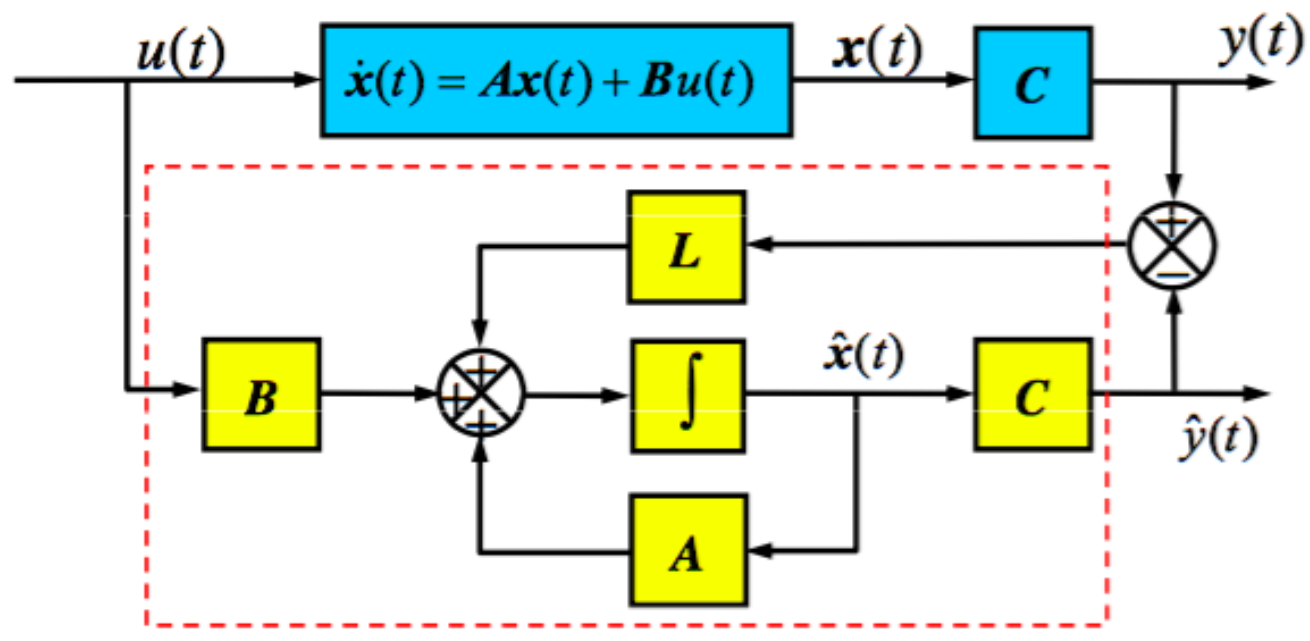 u(t)
ẋ(t) = Ax(t) + Bu(t)
x(t)
C
y(t)
+
−
L
B
+
+
+
∫
x̂(t)
C
ŷ(t)
A